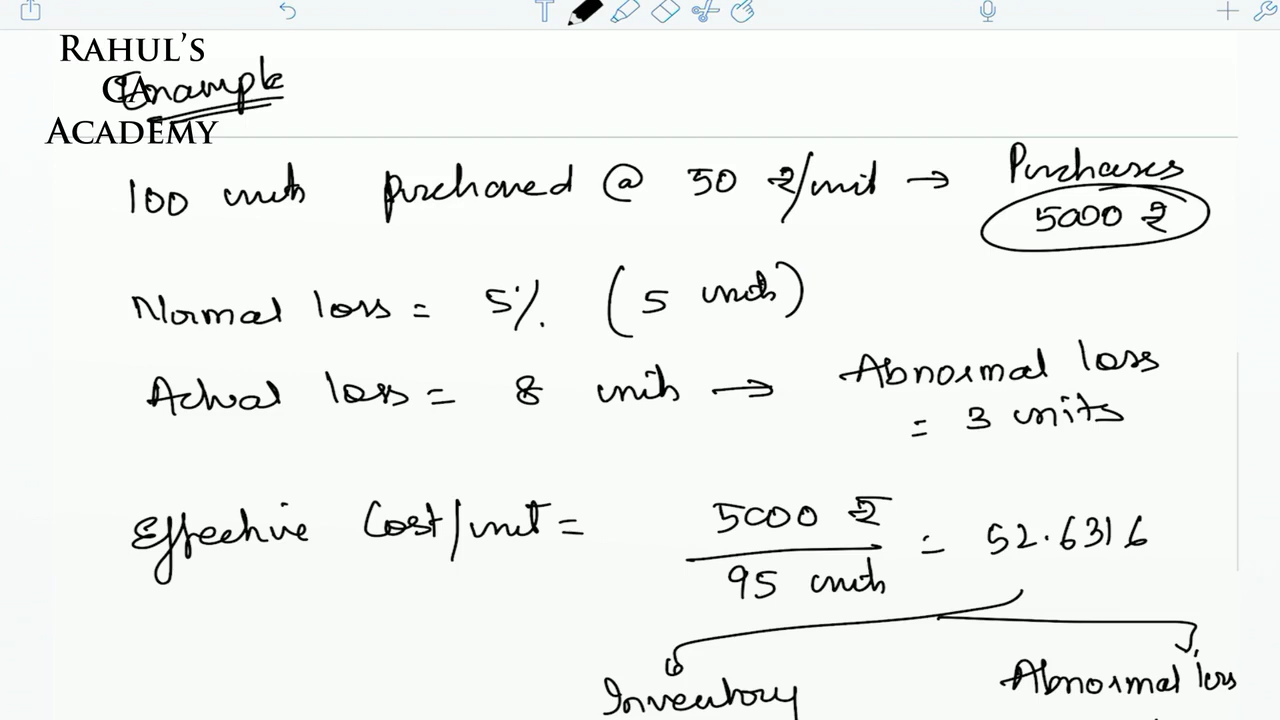 RAHUL'S
CA
ACADEMY
Example
100 units purchased @ 50 ₹/unit → Purchases
5000 ₹
Normal loss = 5% (5 units)
Actual loss = 8 units → Abnormal loss
= 3 units
Effective Cost/unit = 5000 ₹ / 95 units = 52.6316
Inventory
Abnormal loss